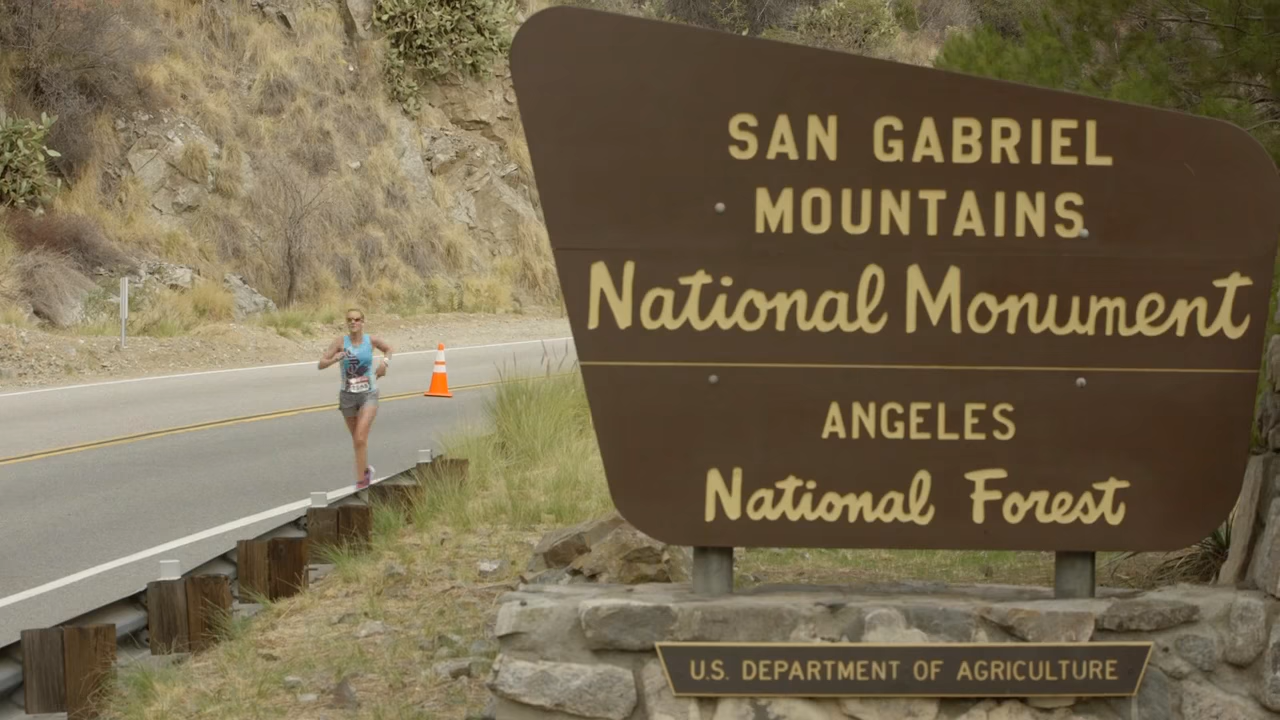 SAN GABRIEL
MOUNTAINS
National Monument
ANGELES
National Forest
U.S. DEPARTMENT OF AGRICULTURE